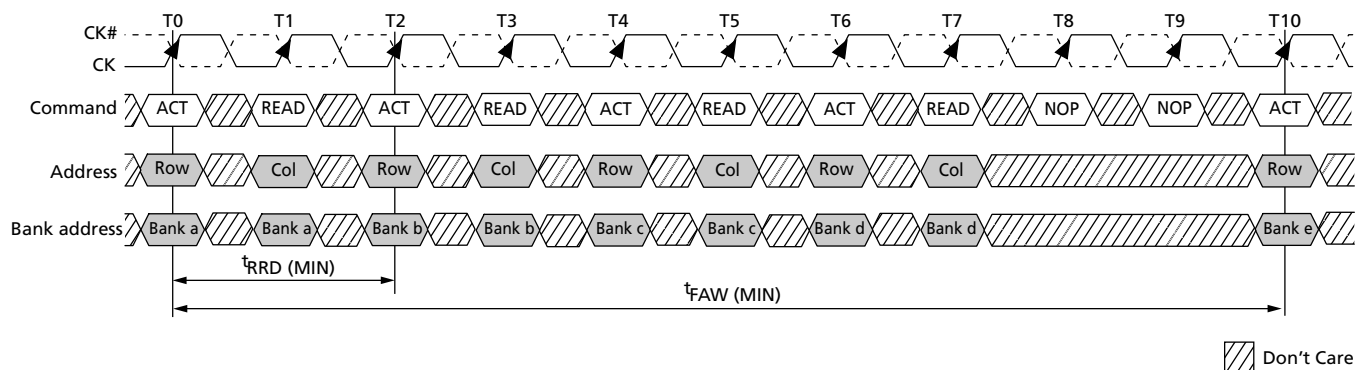 T0 T1 T2 T3 T4 T5 T6 T7 T8 T9 T10
CK#
CK
Command ACT READ ACT READ ACT READ ACT READ NOP NOP ACT
Address Row Col Row Col Row Col Row Col Row
Bank address Bank a Bank a Bank b Bank b Bank c Bank c Bank d Bank d Bank e
tRRD (MIN)
tFAW (MIN)
Don't Care